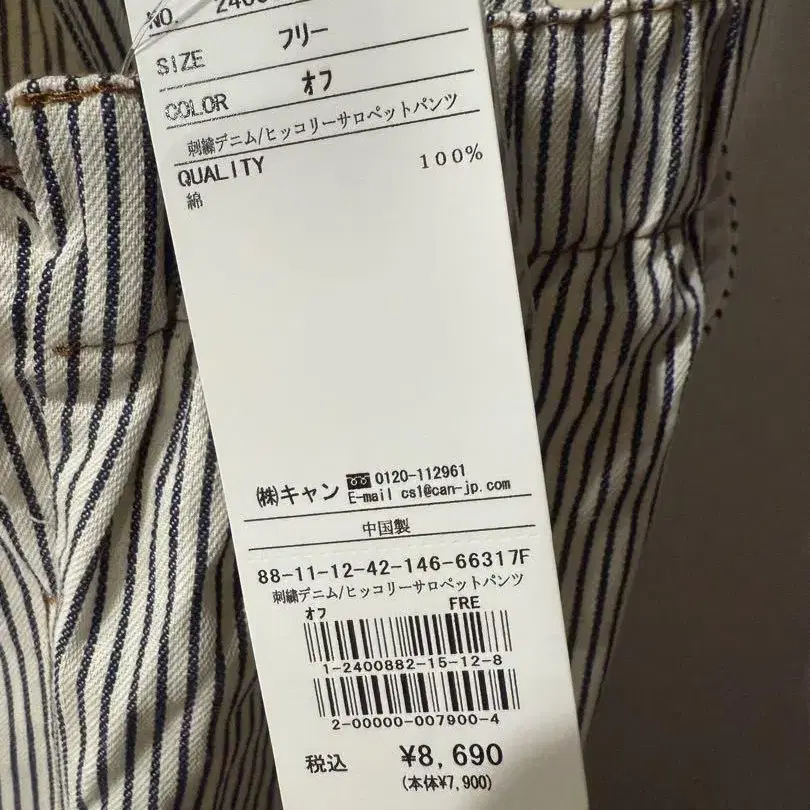 NO.
SIZE フリー
COLOR オフ
刺繍デニム/ヒッコリーサロペットパンツ
QUALITY
綿 100%
㈱キャン 0120-112961
E-mail cs1@can-jp.com
中国製
88-11-12-42-146-66317F
刺繍デニム/ヒッコリーサロペットパンツ
オフ FRE
1-2400882-15-12-8
2-00000-007900-4
税込 ¥8,690
(本体¥7,900)